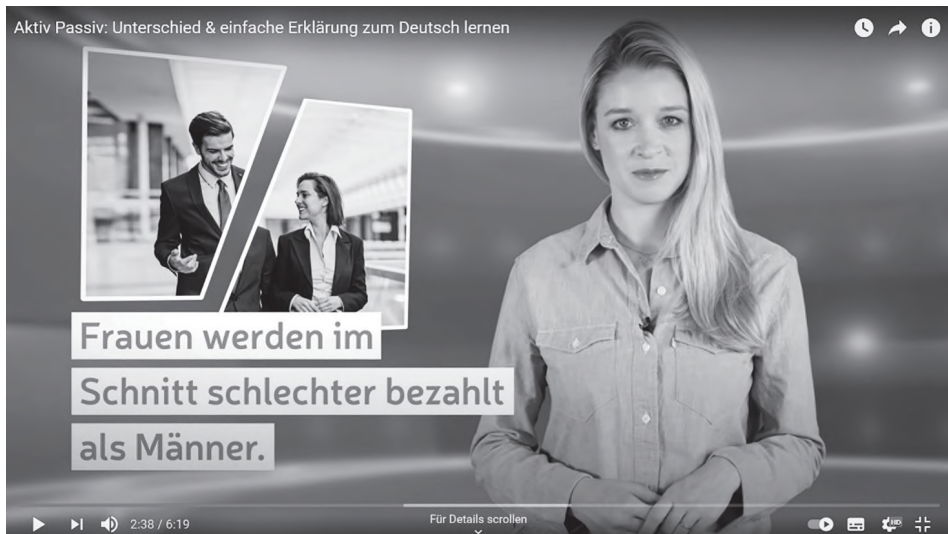 Aktiv Passiv: Unterschied & einfache Erklärung zum Deutsch lernen
Frauen werden im
Schnitt schlechter bezahlt
als Männer.
2:38 / 6:19
Für Details scrollen
HD